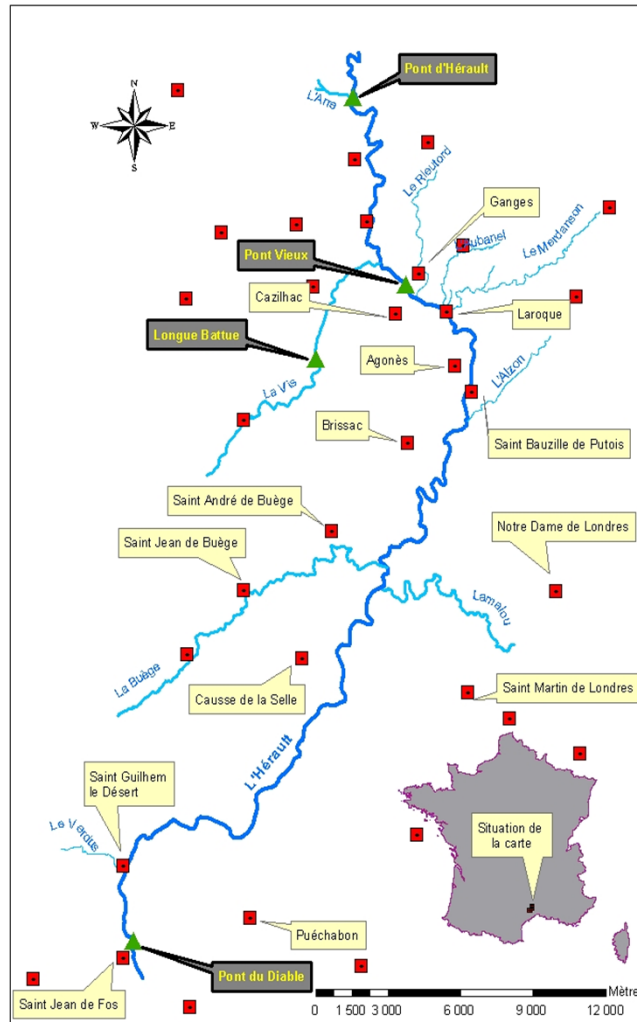 Pont d'Hérault
N
W
E
S
L'Arre
Le Rieutord
Ganges
Le Merdanson
Pont Vieux
Cazilhac
Laroque
Longue Battue
Agonès
L'Alzon
La Vis
Brissac
Saint Bauzille de Putois
Saint André de Buège
Saint Jean de Buège
Notre Dame de Londres
Lamalou
La Buège
Causse de la Selle
Saint Martin de Londres
L'Hérault
Saint Guilhem
le Désert
Le Verdus
Situation de
la carte
Puéchabon
Pont du Diable
Saint Jean de Fos
Mètre
0
1 500
3 000
6 000
9 000
12 000